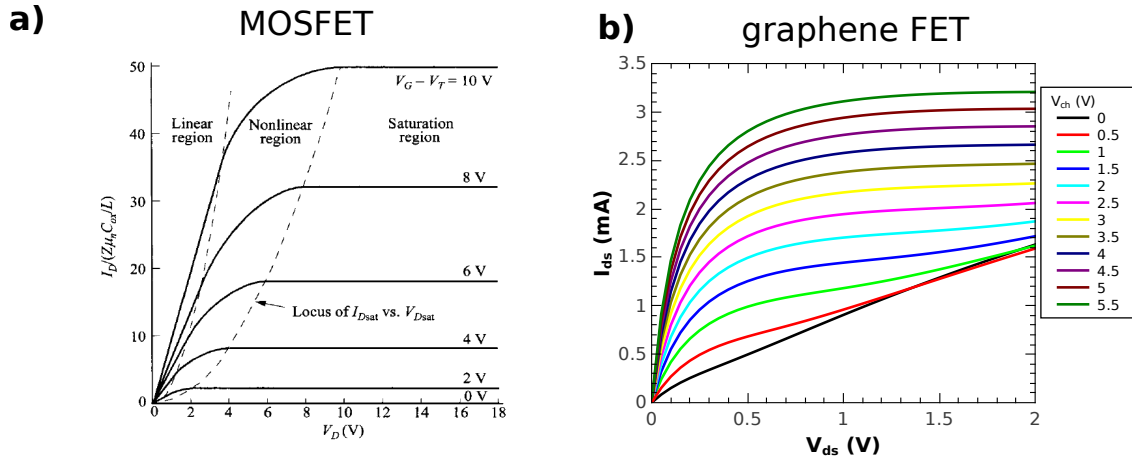 a)
MOSFET
I_D/(Zμ_nC_ox/L)
50
40
30
20
10
0
V_G − V_T = 10 V
Linear
region
Nonlinear
region
Saturation
region
8 V
6 V
Locus of I_Dsat vs. V_Dsat
4 V
2 V
0 V
0 2 4 6 8 10 12 14 16 18
V_D (V)
b)
graphene FET
I_ds (mA)
3.5
3
2.5
2
1.5
1
0.5
0
0 0.5 1 1.5 2
V_ds (V)
V_ch (V)
0
0.5
1
1.5
2
2.5
3
3.5
4
4.5
5
5.5